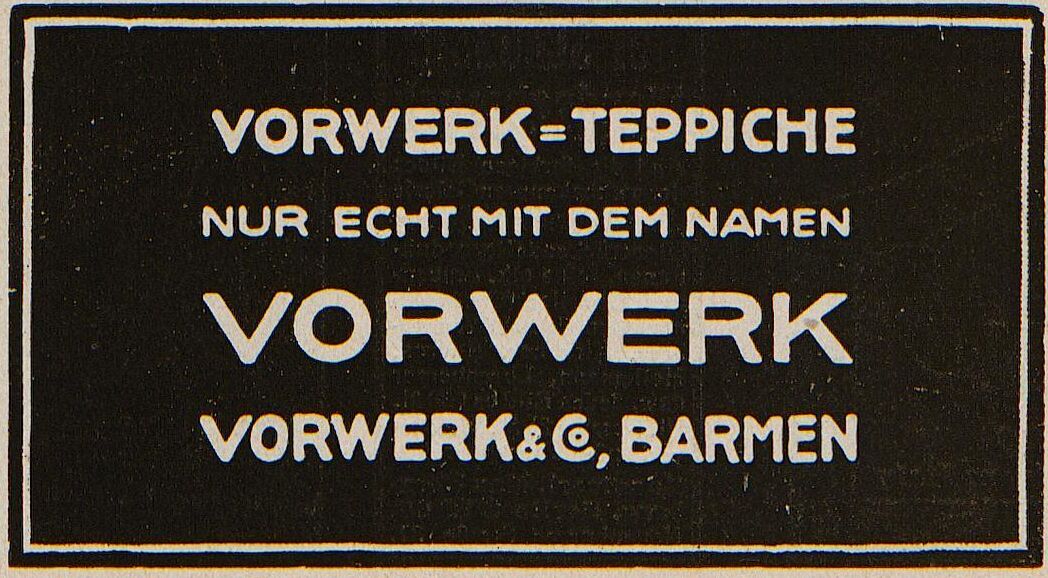 VORWERK=TEPPICHE
NUR ECHT MIT DEM NAMEN
VORWERK
VORWERK & Co, BARMEN